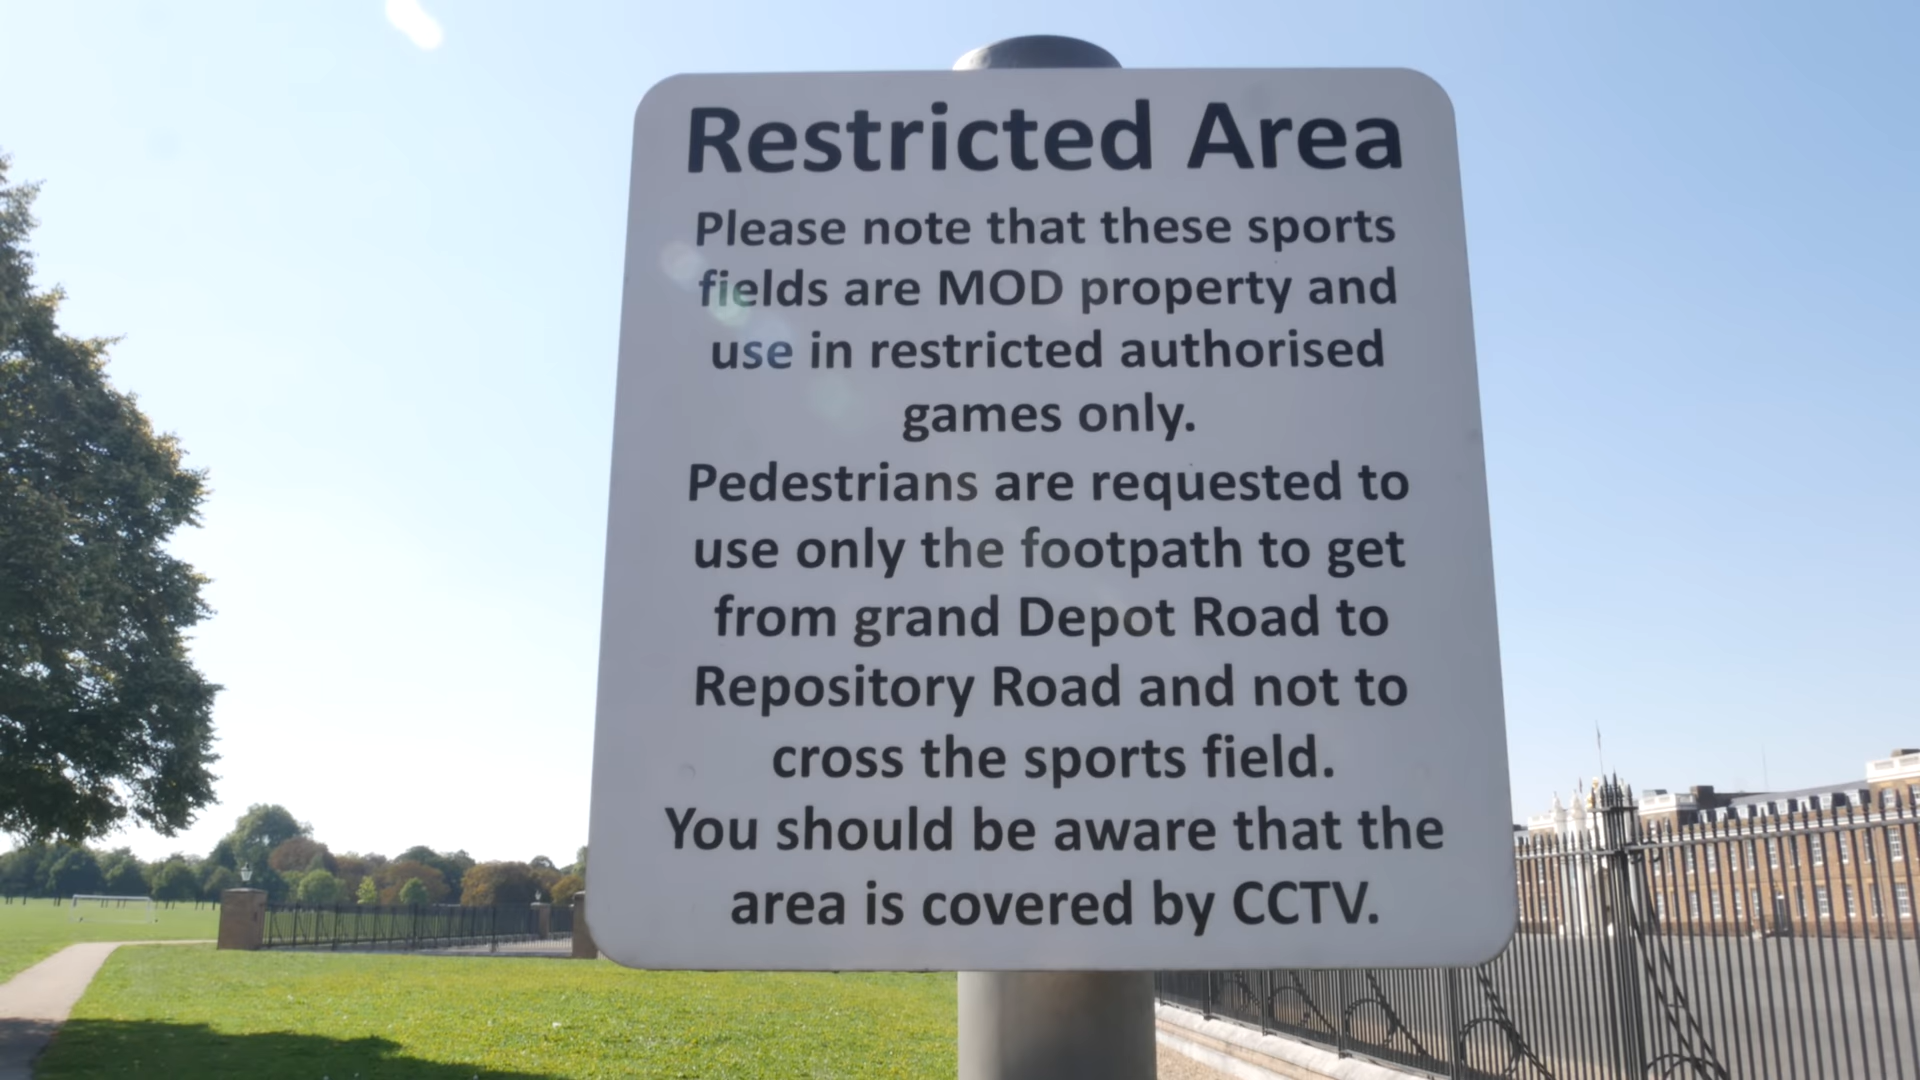 Restricted Area
Please note that these sports
fields are MOD property and
use in restricted authorised
games only.
Pedestrians are requested to
use only the footpath to get
from grand Depot Road to
Repository Road and not to
cross the sports field.
You should be aware that the
area is covered by CCTV.